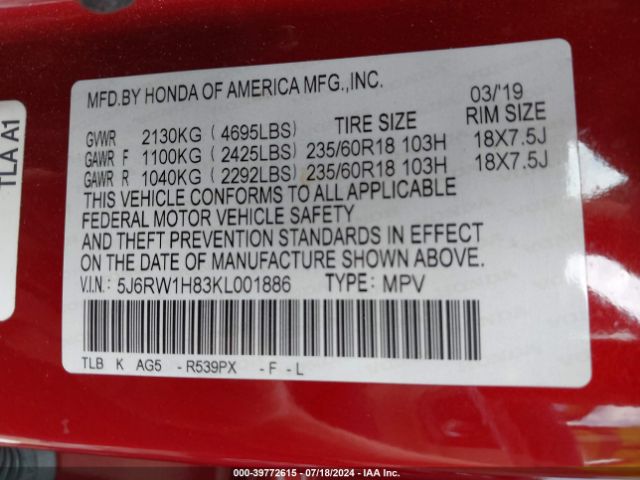 MFD.BY HONDA OF AMERICA MFG.,INC.
03/'19
TIRE SIZE RIM SIZE
GVWR 2130KG (4695LBS)
GAWR F 1100KG (2425LBS) 235/60R18 103H 18X7.5J
GAWR R 1040KG (2292LBS) 235/60R18 103H 18X7.5J
THIS VEHICLE CONFORMS TO ALL APPLICABLE
FEDERAL MOTOR VEHICLE SAFETY
AND THEFT PREVENTION STANDARDS IN EFFECT
ON THE DATE OF MANUFACTURE SHOWN ABOVE.
V.I.N.: 5J6RW1H83KL001886 TYPE: MPV
TLB K AG5 -R539PX -F -L
TLA A1
000-39772615 - 07/18/2024 - IAA Inc.